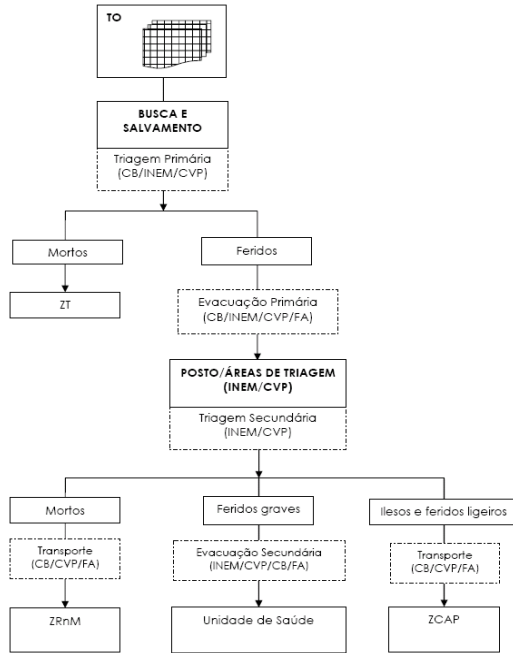 TO
BUSCA E
SALVAMENTO
Triagem Primária
(CB/INEM/CVP)
Mortos
Feridos
ZT
Evacuação Primária
(CB/INEM/CVP/FA)
POSTO/ÁREAS DE TRIAGEM
(INEM/CVP)
Triagem Secundária
(INEM/CVP)
Mortos
Feridos graves
Ilesos e feridos ligeiros
Transporte
(CB/CVP/FA)
Evacuação Secundária
(INEM/CVP/CB/FA)
Transporte
(CB/CVP/FA)
ZRnM
Unidade de Saúde
ZCAP